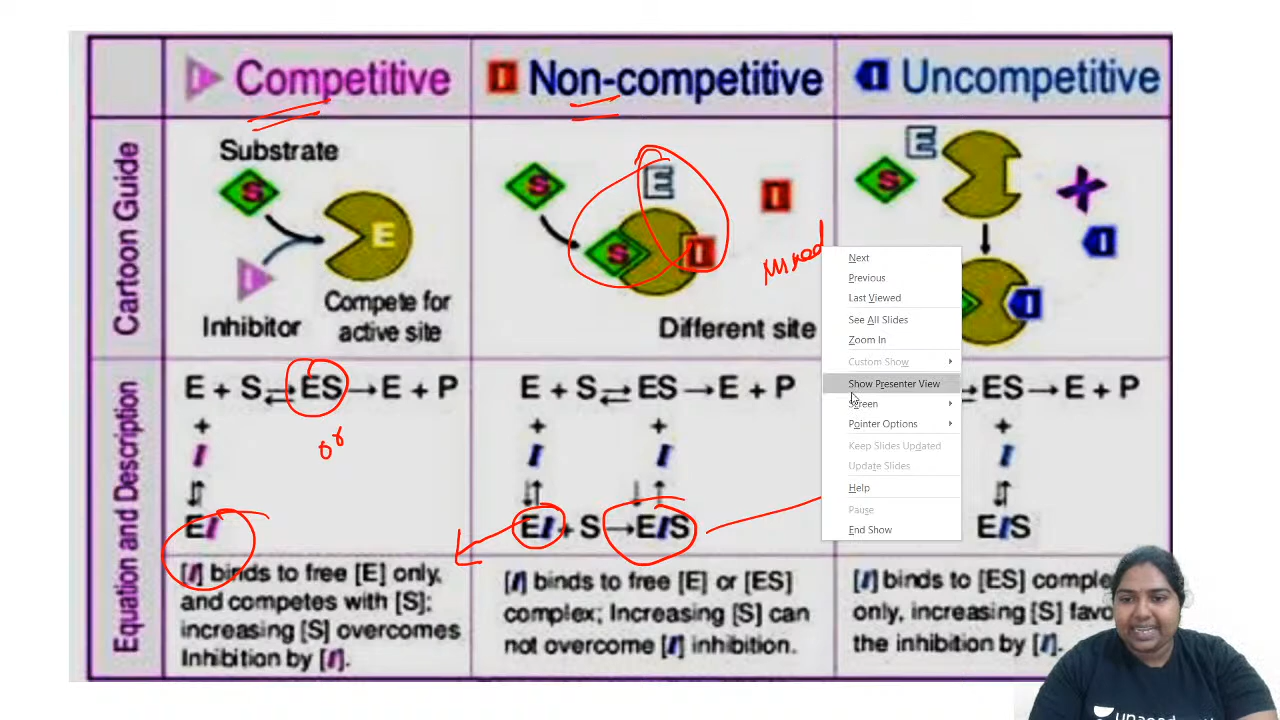 Competitive
I Non-competitive
I Uncompetitive
Cartoon Guide
Substrate
S
E
I
Inhibitor
Compete for
active site
S
E
S
I
I
mixed
Different site
S
E
I
I
Next
Previous
Last Viewed
See All Slides
Zoom In
Custom Show
Show Presenter View
Screen
Pointer Options
Keep Slides Updated
Update Slides
Help
Pause
End Show
Equation and Description
E + S ⇌ ES → E + P
+
I
⇌
EI
or
[I] binds to free [E] only,
and competes with [S];
increasing [S] overcomes
Inhibition by [I].
E + S ⇌ ES → E + P
+ +
I I
EI + S → EIS
[I] binds to free [E] or [ES]
complex; Increasing [S] can
not overcome [I] inhibition.
ES → E + P
+
I
EIS
[I] binds to [ES]
only, increasing [S]
the inhibition by [I].